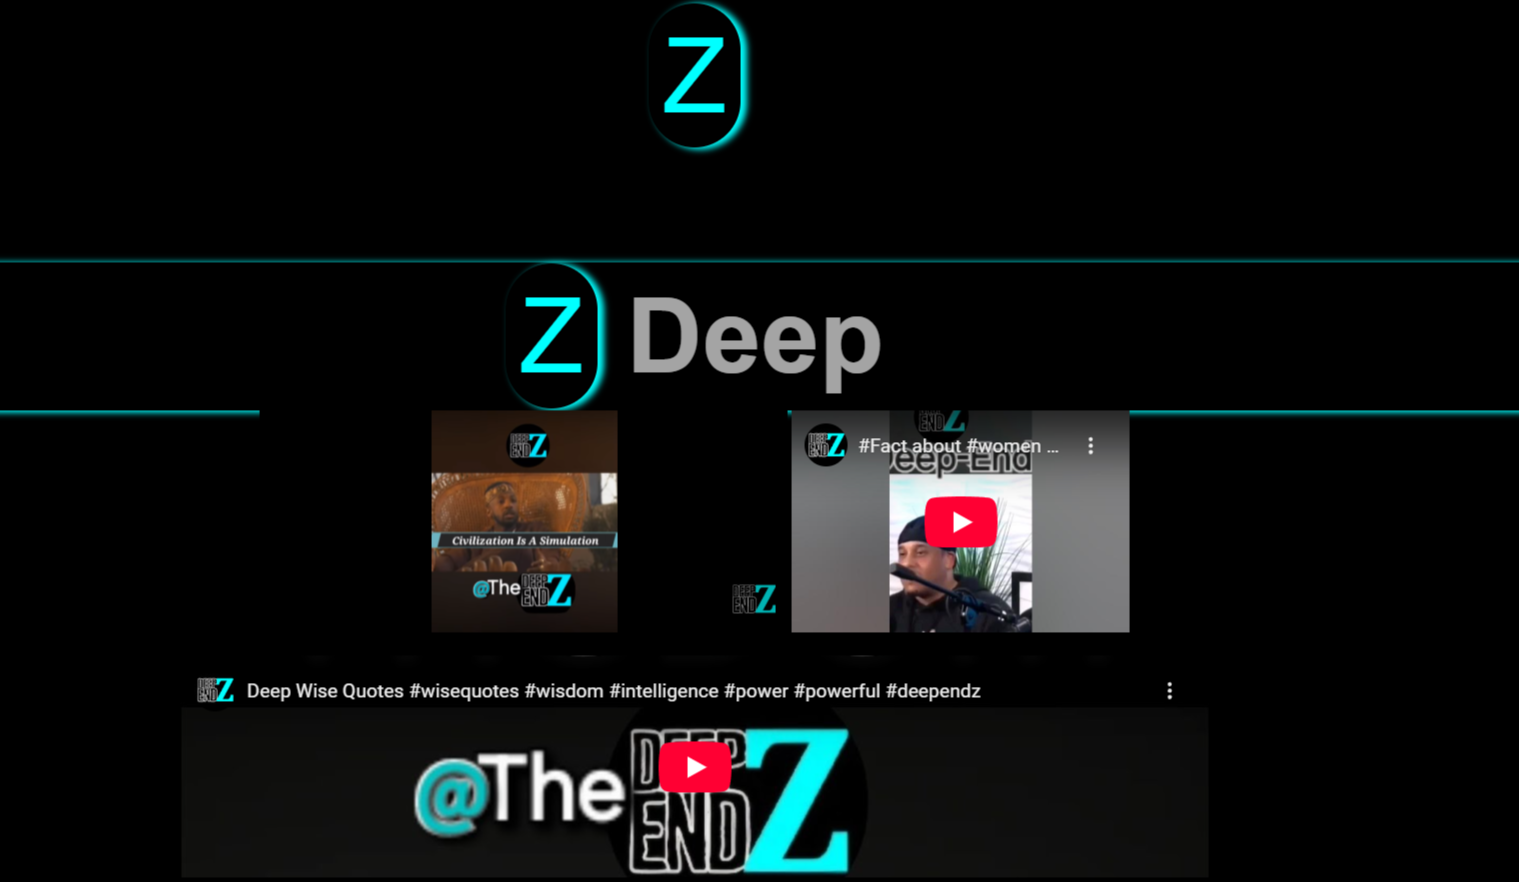 Z
Z Deep
DEEP
END Z
Civilization Is A Simulation
@The DEEP
END Z
DEEP
END Z
DEEP
END Z
END Z
#Fact about #women ...
Deep-End
DEEP
END Z
Deep Wise Quotes #wisequotes #wisdom #intelligence #power #powerful #deependz
@The DEEP
END Z